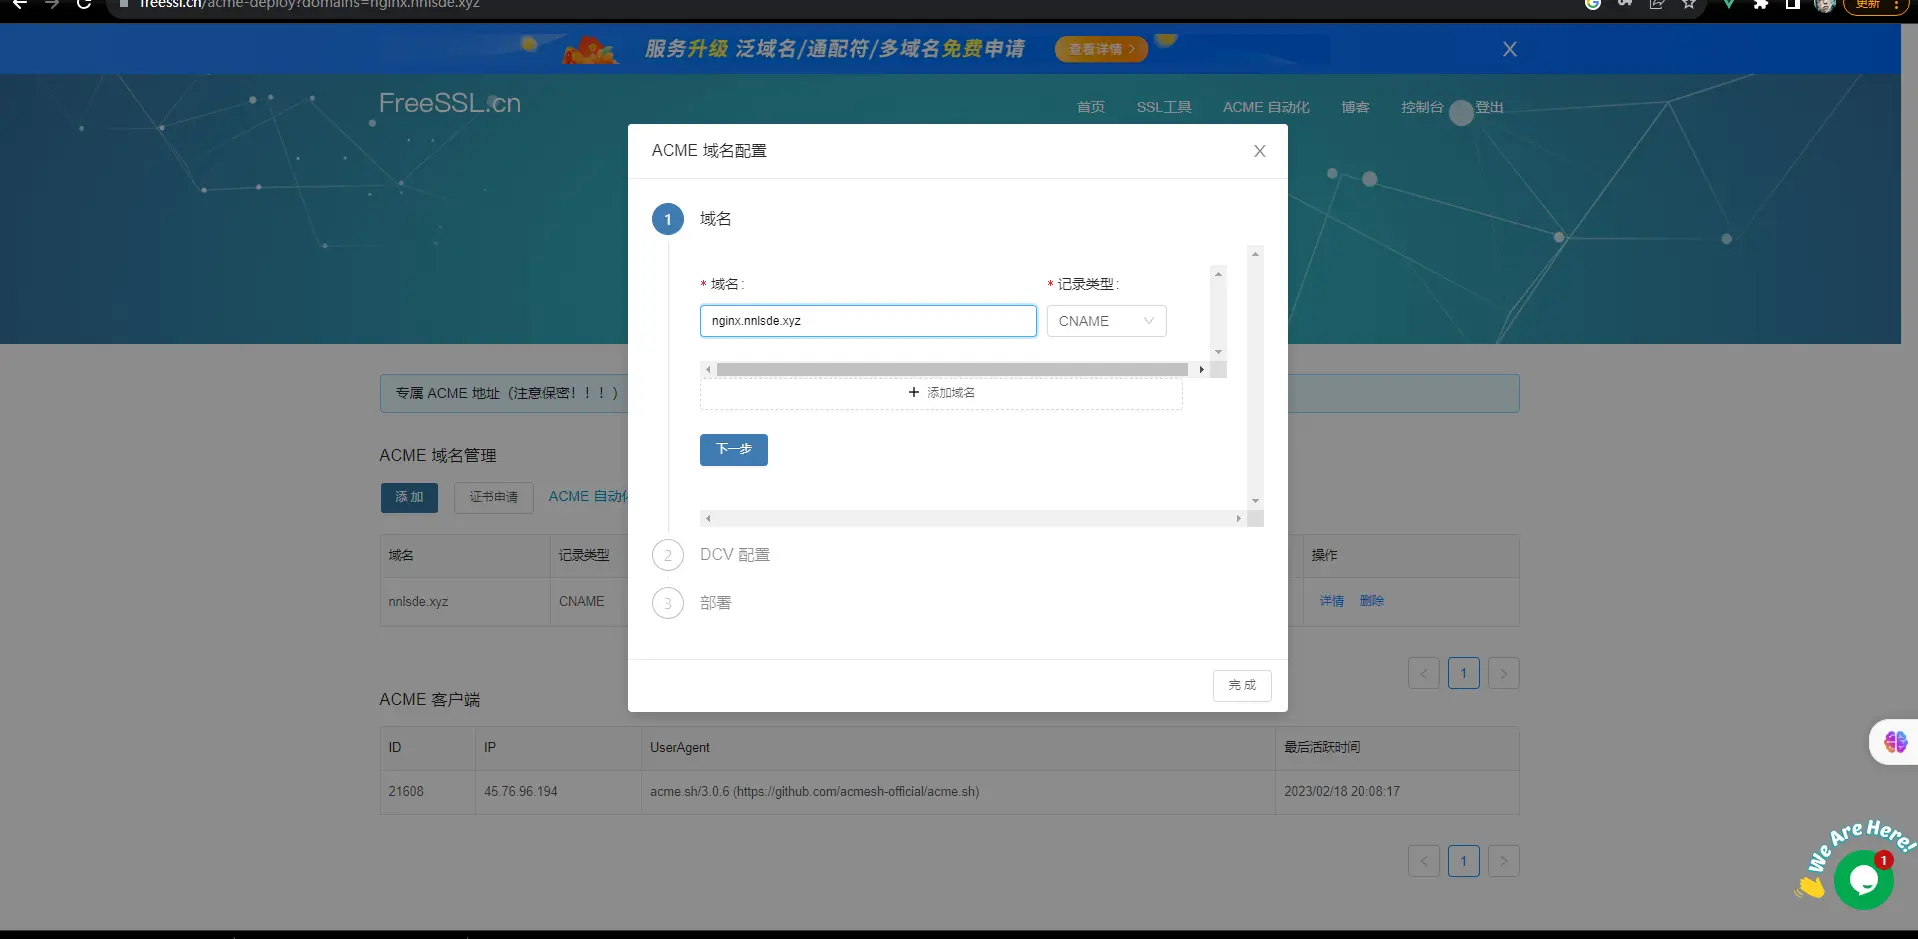 freessl.cn/acme-deploy?domains=nginx.nnlsde.xyz
更新
服务升级 泛域名/通配符/多域名免费申请
查看详情 >
FreeSSL.cn
首页 SSL工具 ACME 自动化 博客 控制台 登出
ACME 域名配置
1 域名
* 域名: * 记录类型:
nginx.nnlsde.xyz CNAME
+ 添加域名
下一步
2 DCV 配置
3 部署
完 成
专属 ACME 地址（注意保密！！！）
ACME 域名管理
添 加 证书申请 ACME 自动化
域名 记录类型 操作
nnlsde.xyz CNAME 详情 删除
< 1 >
ACME 客户端
ID IP UserAgent 最后活跃时间
21608 45.76.96.194 acme.sh/3.0.6 (https://github.com/acmesh-official/acme.sh) 2023/02/18 20:08:17
< 1 >
We Are Here!
1